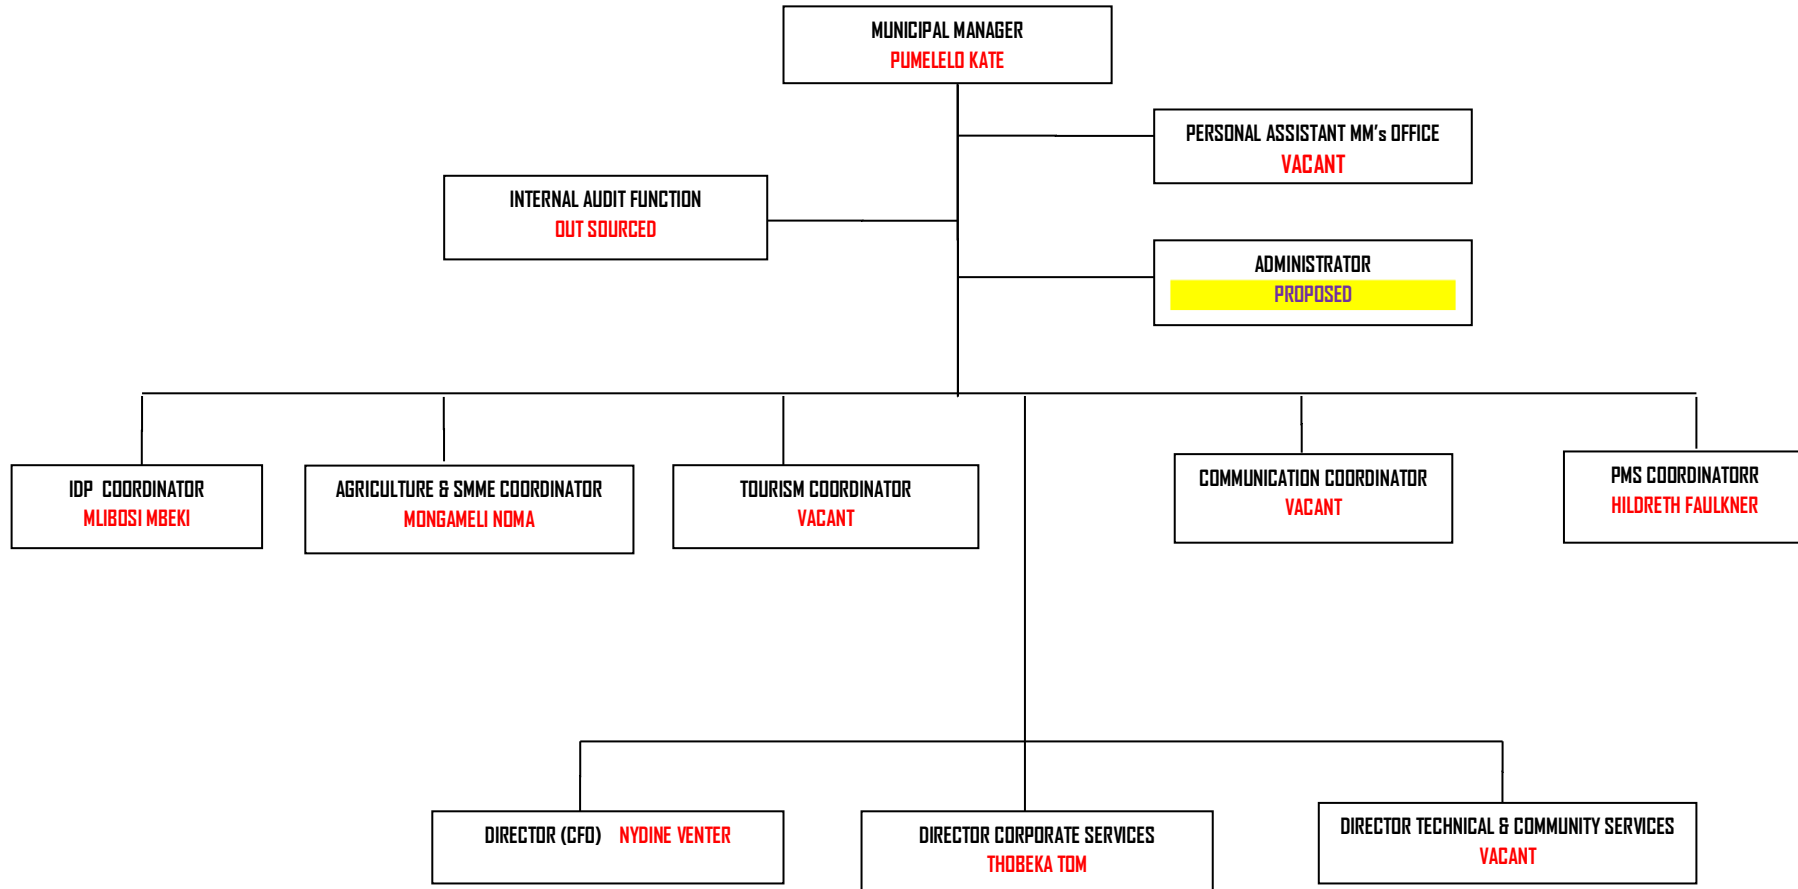 MUNICIPAL MANAGER
PUMELELO KATE
PERSONAL ASSISTANT MM's OFFICE
VACANT
INTERNAL AUDIT FUNCTION
OUT SOURCED
ADMINISTRATOR
PROPOSED
IDP COORDINATOR
MLIBOSI MBEKI
AGRICULTURE & SMME COORDINATOR
MONGAMELI NOMA
TOURISM COORDINATOR
VACANT
COMMUNICATION COORDINATOR
VACANT
PMS COORDINATORR
HILDRETH FAULKNER
DIRECTOR (CFO) NYDINE VENTER
DIRECTOR CORPORATE SERVICES
THOBEKA TOM
DIRECTOR TECHNICAL & COMMUNITY SERVICES
VACANT